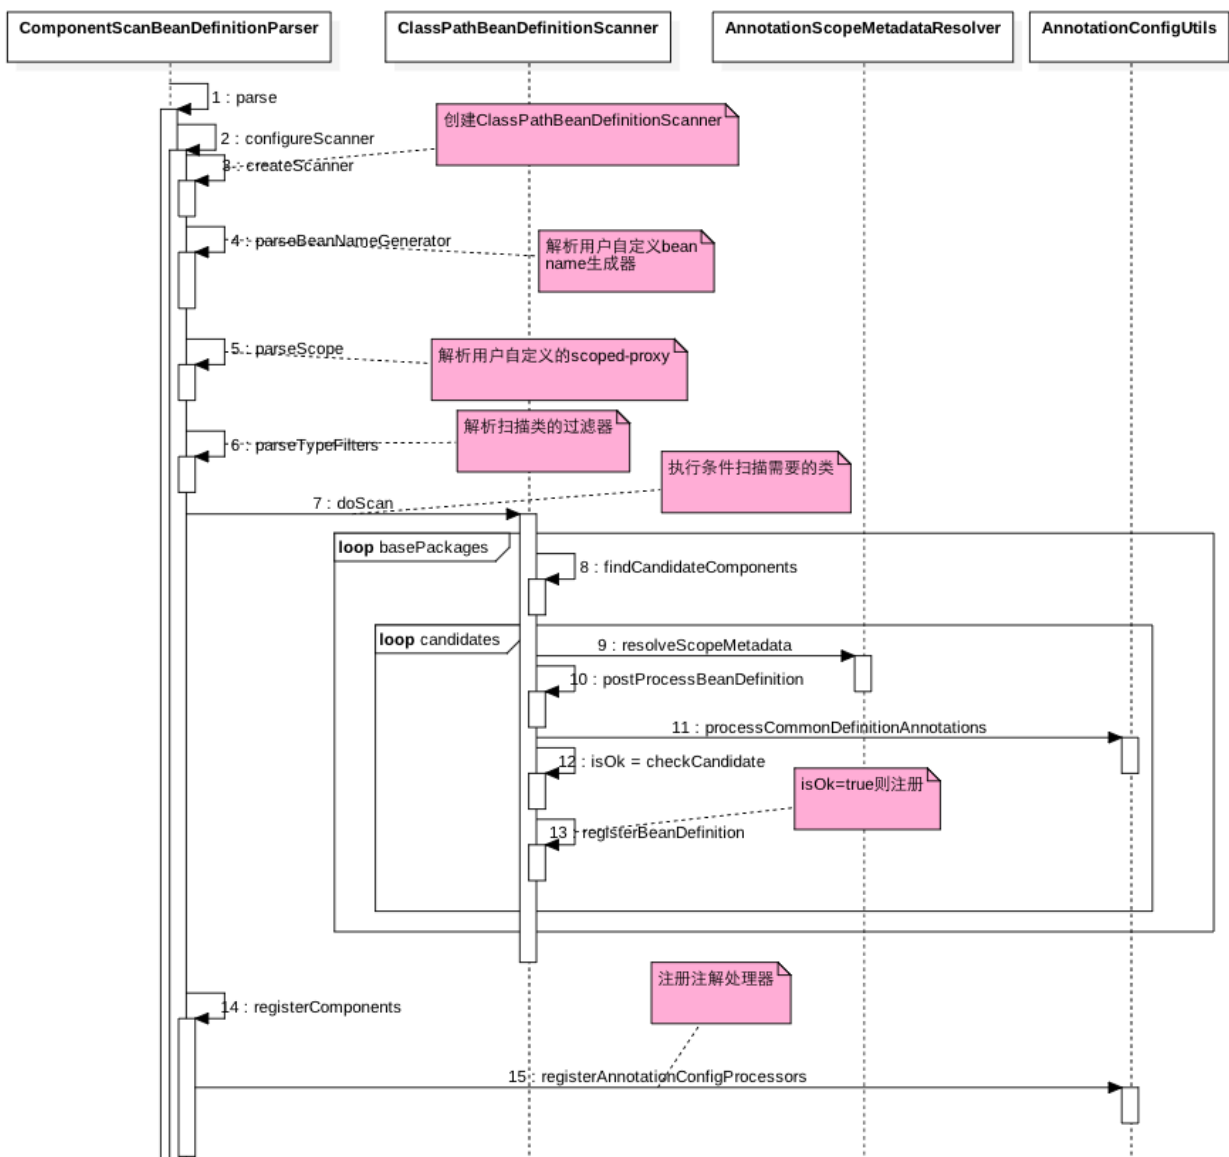 ComponentScanBeanDefinitionParser
ClassPathBeanDefinitionScanner
AnnotationScopeMetadataResolver
AnnotationConfigUtils
1 : parse
创建ClassPathBeanDefinitionScanner
2 : configureScanner
3 : createScanner
4 : parseBeanNameGenerator
解析用户自定义bean
name生成器
5 : parseScope
解析用户自定义的scoped-proxy
6 : parseTypeFilters
解析扫描类的过滤器
执行条件扫描需要的类
7 : doScan
loop basePackages
8 : findCandidateComponents
loop candidates
9 : resolveScopeMetadata
10 : postProcessBeanDefinition
11 : processCommonDefinitionAnnotations
12 : isOk = checkCandidate
isOk=true则注册
13 : registerBeanDefinition
注册注解处理器
14 : registerComponents
15 : registerAnnotationConfigProcessors